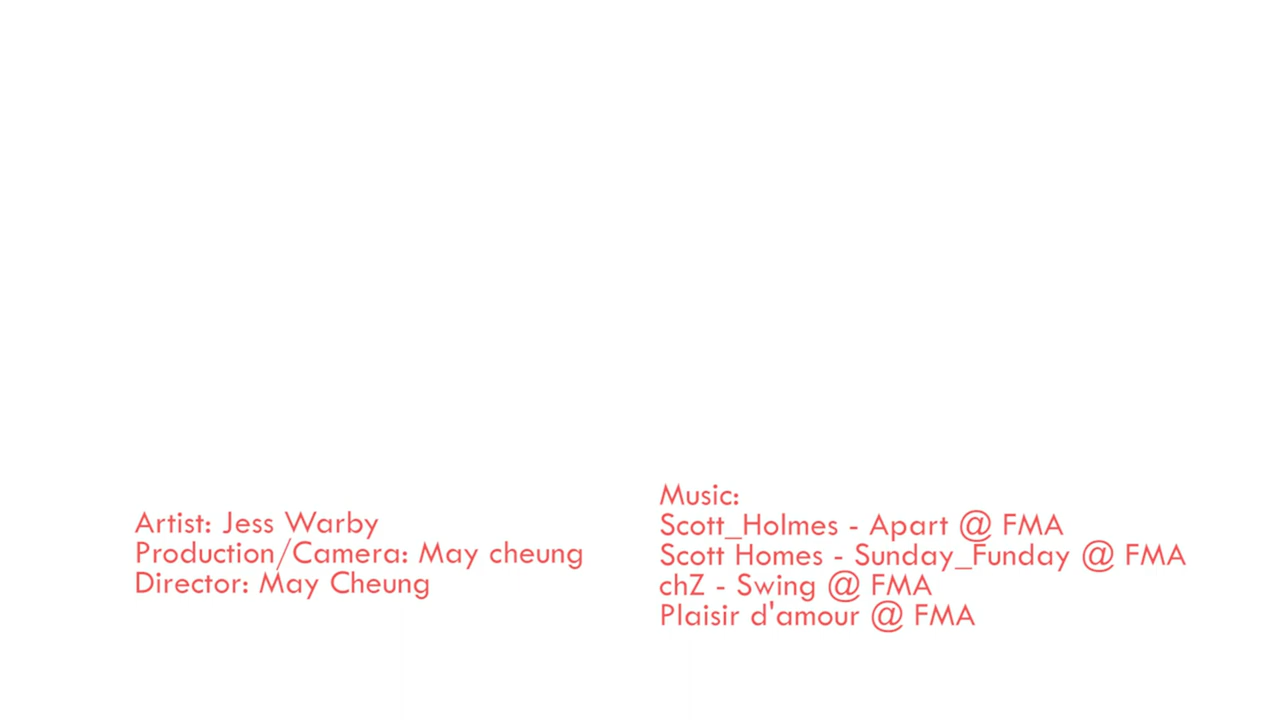 Artist: Jess Warby
Production/Camera: May cheung
Director: May Cheung
Music:
Scott_Holmes - Apart @ FMA
Scott Homes - Sunday_Funday @ FMA
chZ - Swing @ FMA
Plaisir d'amour @ FMA